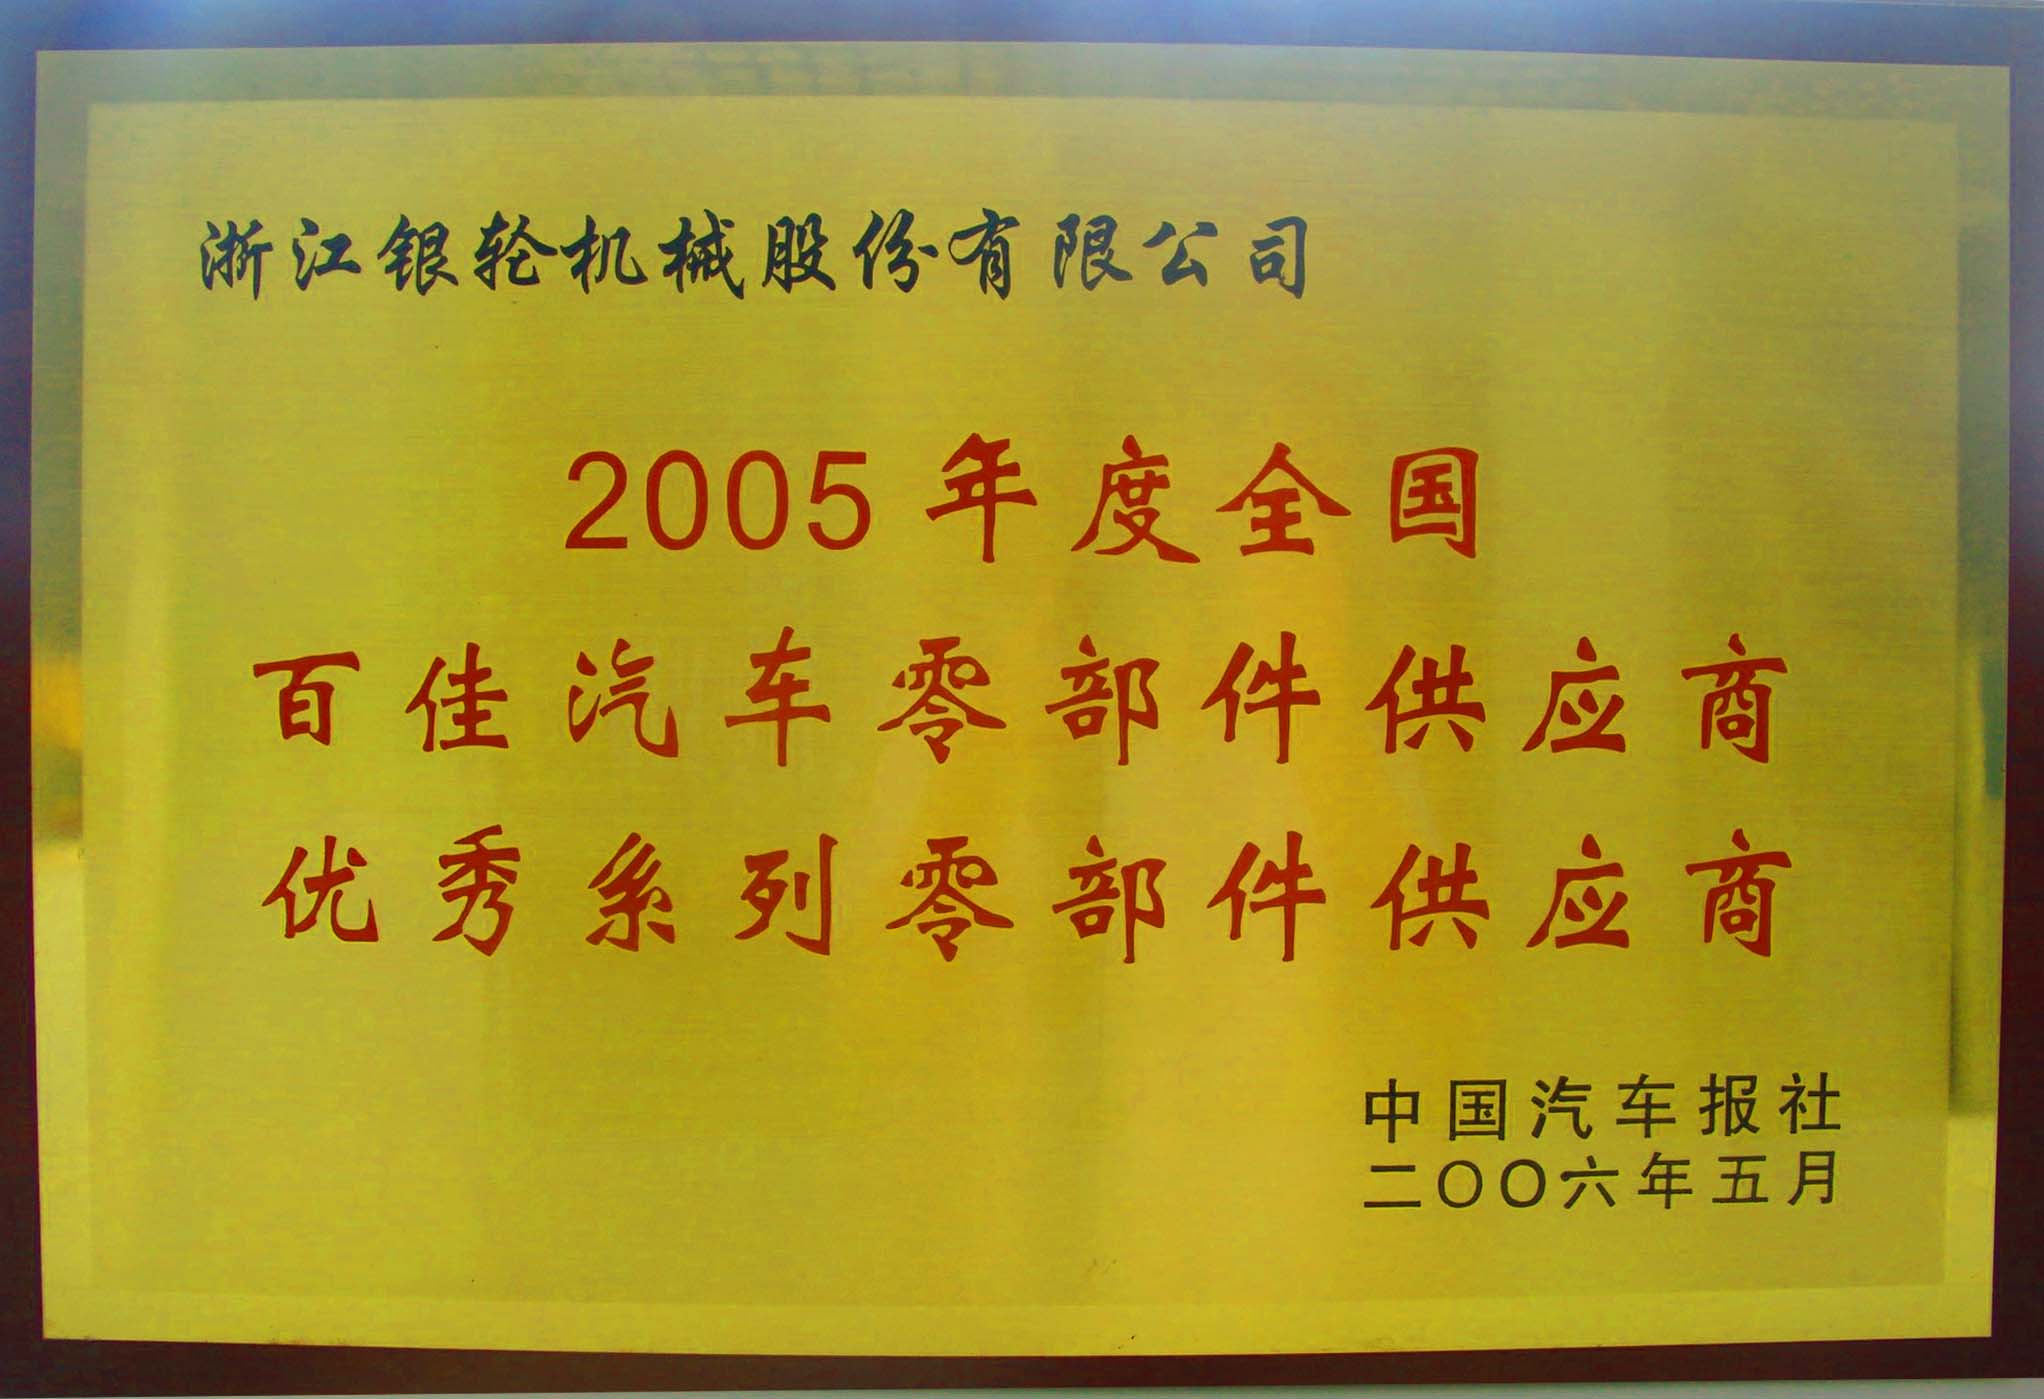 浙江银轮机械股份有限公司
2005年度全国
百佳汽车零部件供应商
优秀系列零部件供应商
中国汽车报社
二〇〇六年五月